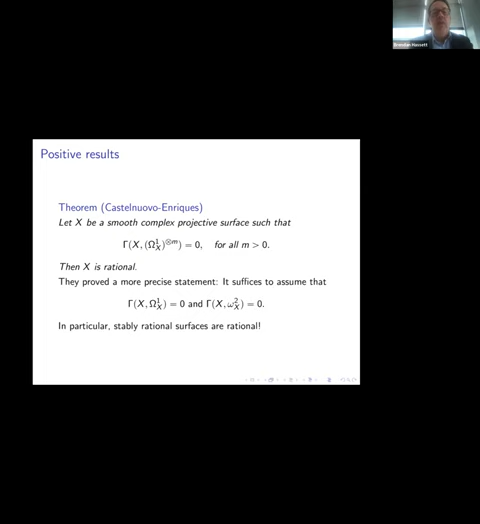 Brendan Hassett
Positive results
Theorem (Castelnuovo-Enriques)
Let X be a smooth complex projective surface such that
Γ(X, (Ω¹_X)^{⊗m}) = 0, for all m > 0.
Then X is rational.
They proved a more precise statement: It suffices to assume that
Γ(X, Ω¹_X) = 0 and Γ(X, ω²_X) = 0.
In particular, stably rational surfaces are rational!